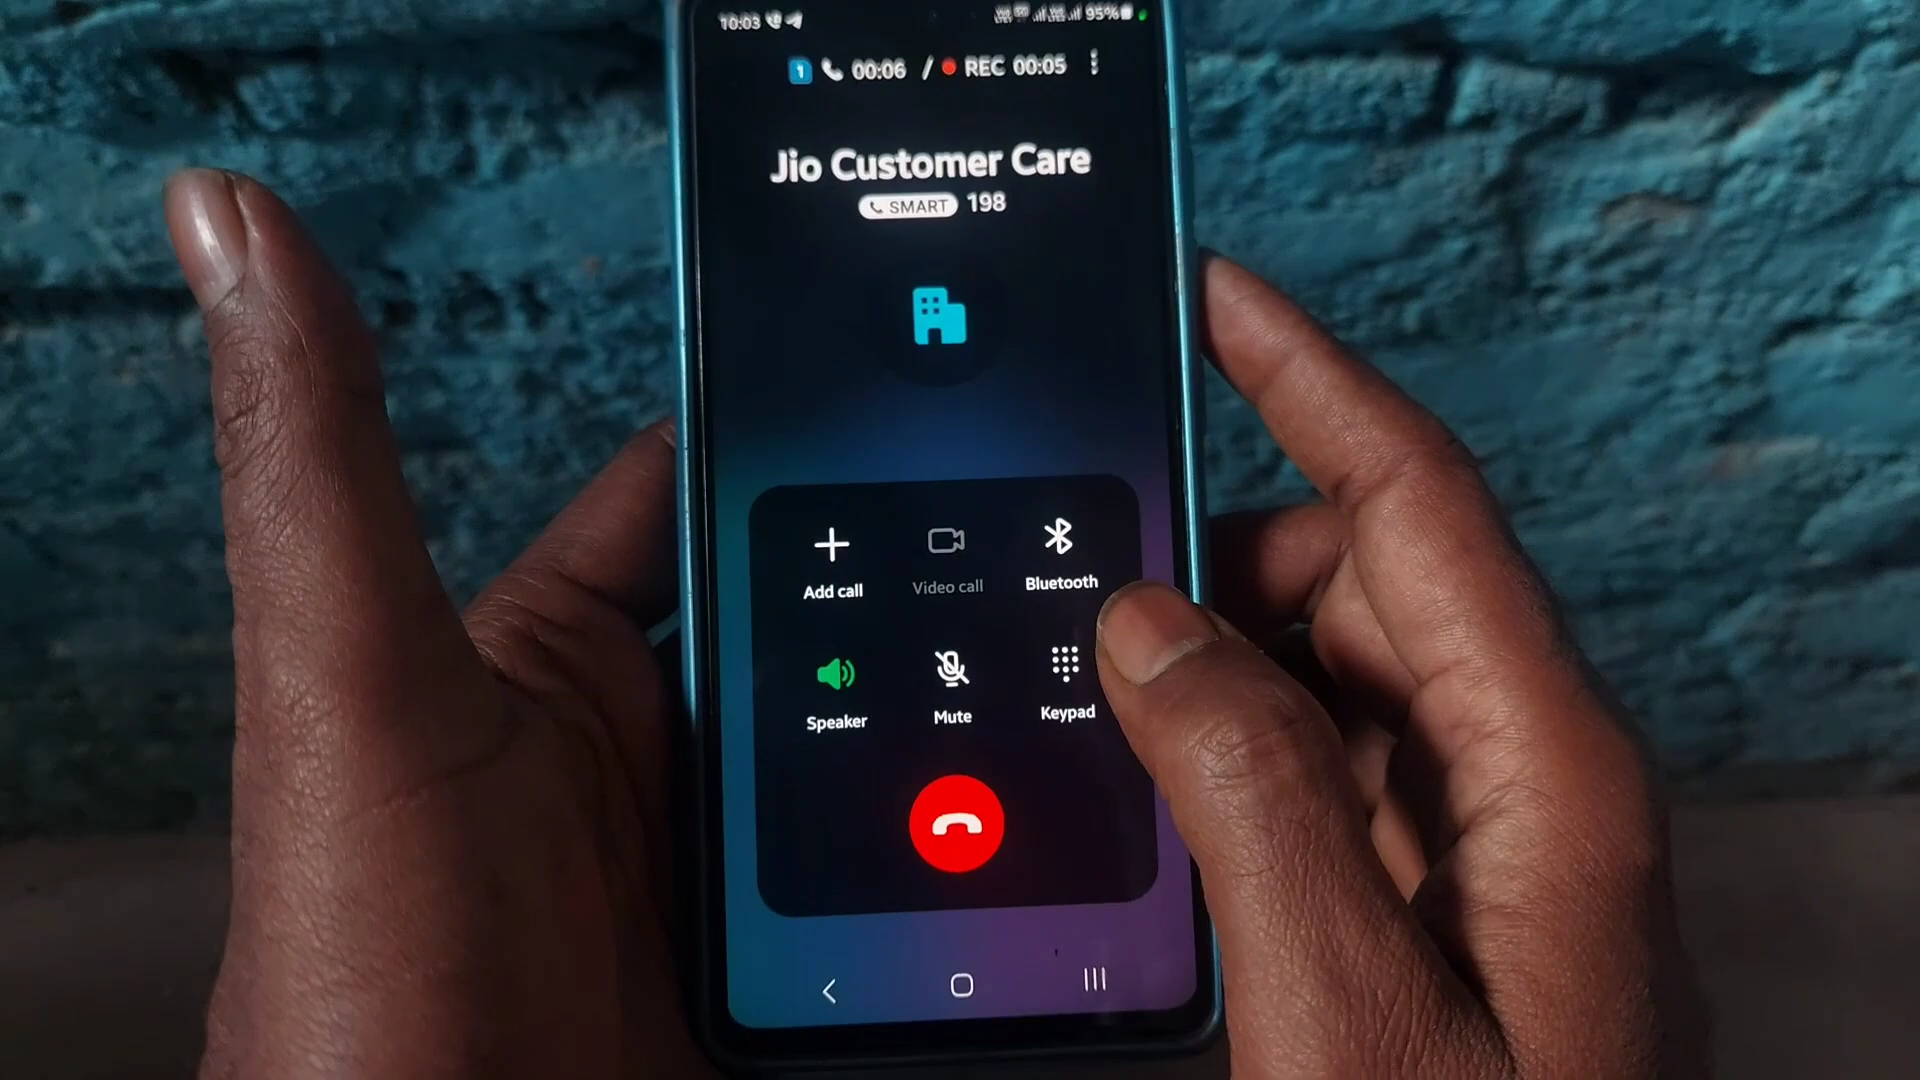 10:03 95%
1 00:06 / REC 00:05
Jio Customer Care
SMART 198
Add call Video call Bluetooth
Speaker Mute Keypad